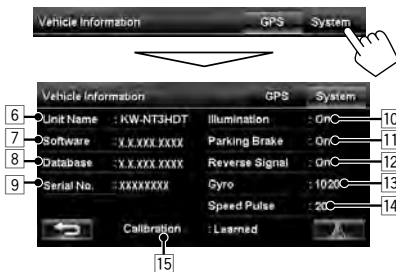 Vehicle Information GPS System
Vehicle Information GPS System
6 Unit Name : KW-NT3HDT Illumination : On 10
7 Software : X.X.XXX.XXXX Parking Brake : On 11
8 Database : X.X.XXX.XXXX Reverse Signal : On 12
9 Serial No. : XXXXXXXX Gyro : 1020 13
Speed Pulse : 20 14
Calibration : Learned
15